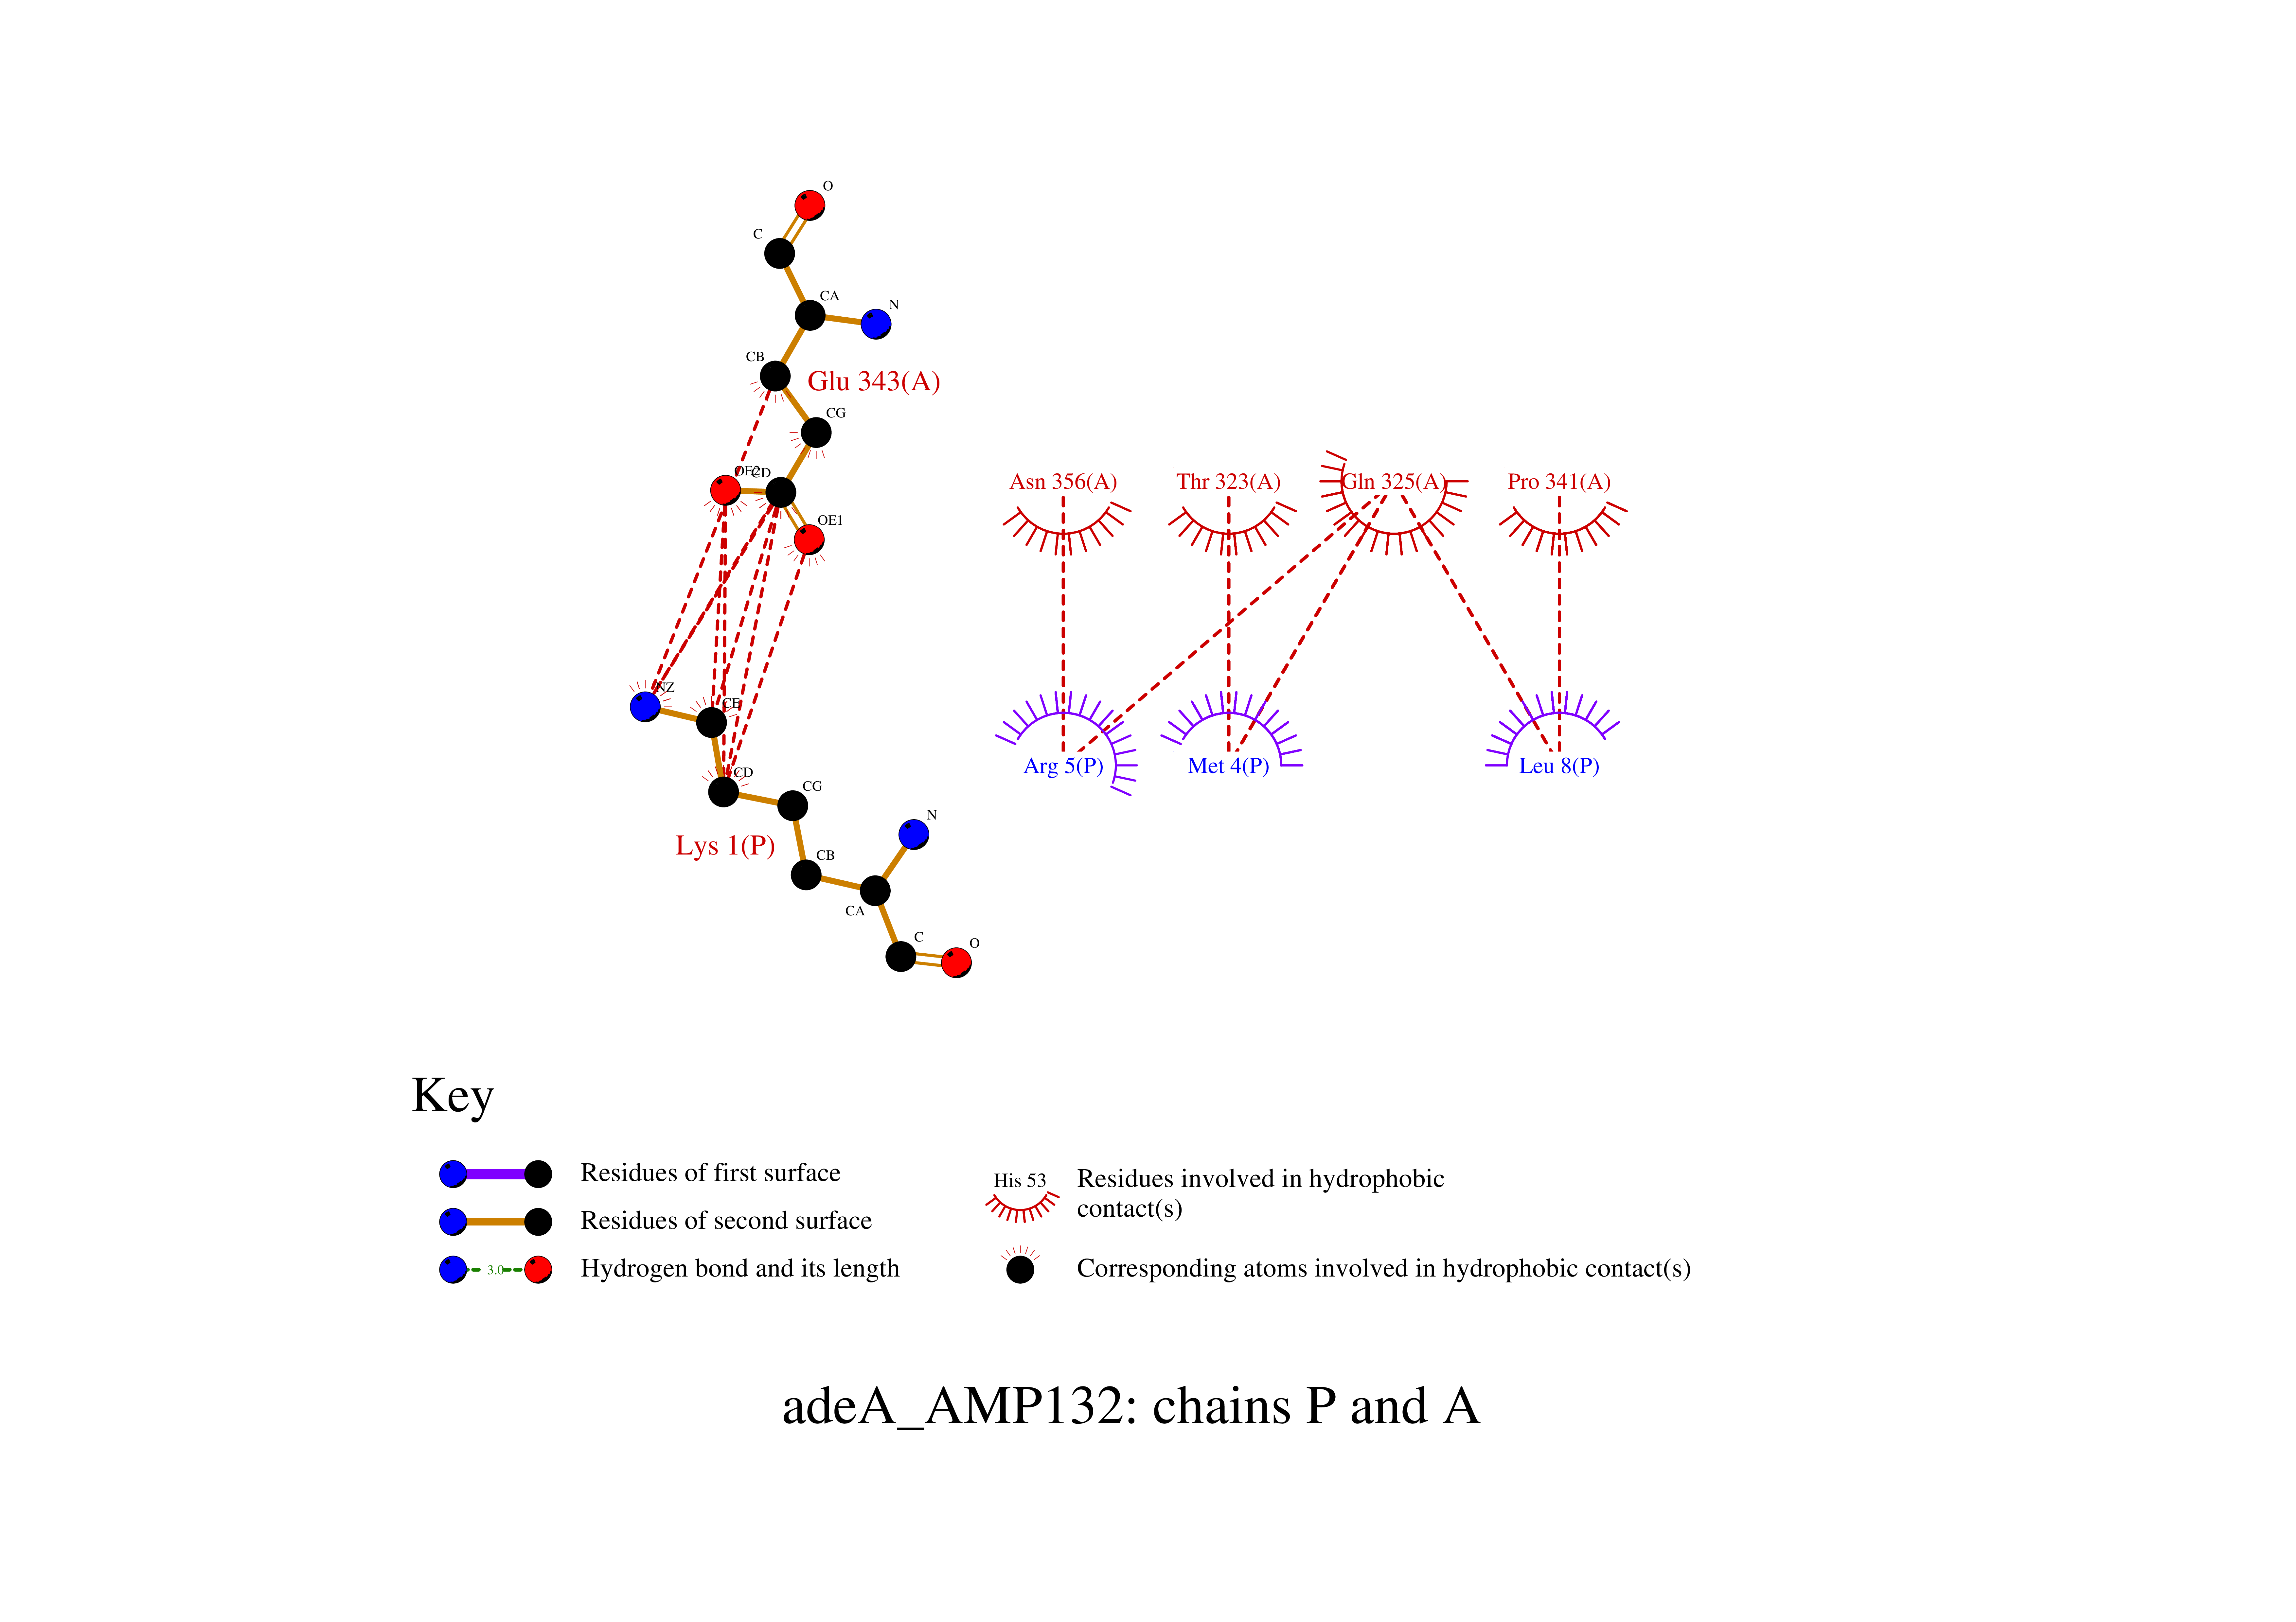 O
C
CA
N
CB
Glu 343(A)
CG
OE2
CD
OE1
Asn 356(A)
Thr 323(A)
Gln 325(A)
Pro 341(A)
NZ
CE
CD
CG
Arg 5(P)
Met 4(P)
Leu 8(P)
N
Lys 1(P)
CB
CA
C
O
Key
Residues of first surface
Residues of second surface
3.0
Hydrogen bond and its length
His 53
Residues involved in hydrophobic
contact(s)
Corresponding atoms involved in hydrophobic contact(s)
adeA_AMP132: chains P and A